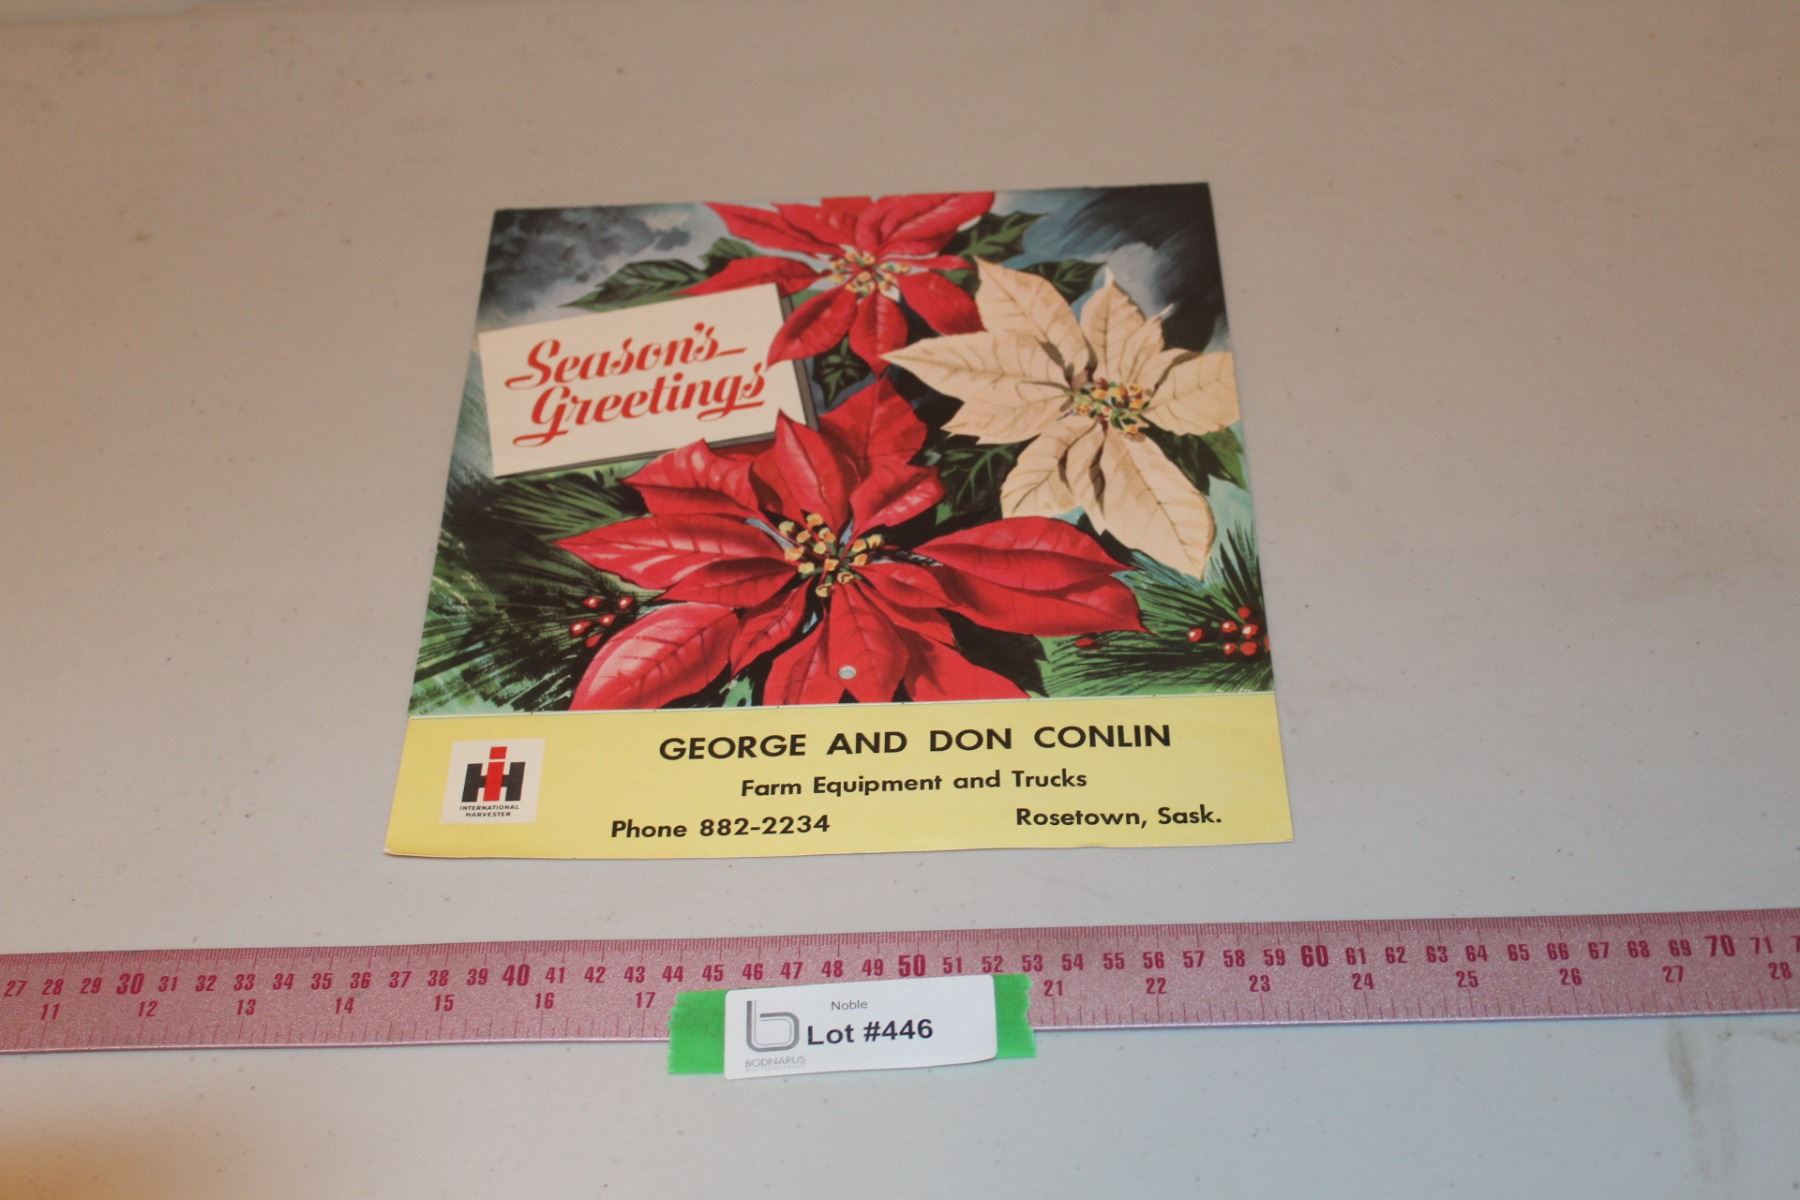 Season's
Greetings
GEORGE AND DON CONLIN
Farm Equipment and Trucks
Phone 882-2234
Rosetown, Sask.
IH
INTERNATIONAL
HARVESTER
27 28 29 30 31 32 33 34 35 36 37 38 39 40 41 42 43 44 45 46 47 48 49 50 51 52 53 54 55 56 57 58 59 60 61 62 63 64 65 66 67 68 69 70 71
11 12 13 14 15 16 17 21 22 23 24 25 26 27 28
Noble
Lot #446
b
BODNARUS